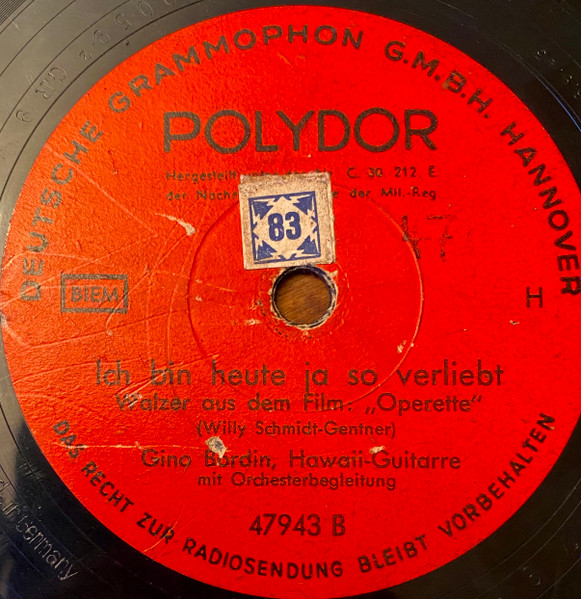 DEUTSCHE GRAMMOPHON G.M.B.H. HANNOVER
POLYDOR
C. 30 212 E
der der Mil. Reg
83
47
BIEM
H
Ich bin heute ja so verliebt
Walzer aus dem Film: „Operette“
(Willy Schmidt-Gentner)
Gino Bordin, Hawaii-Guitarre
mit Orchesterbegleitung
47943 B
DAS RECHT ZUR RADIOSENDUNG BLEIBT VORBEHALTEN
Germany